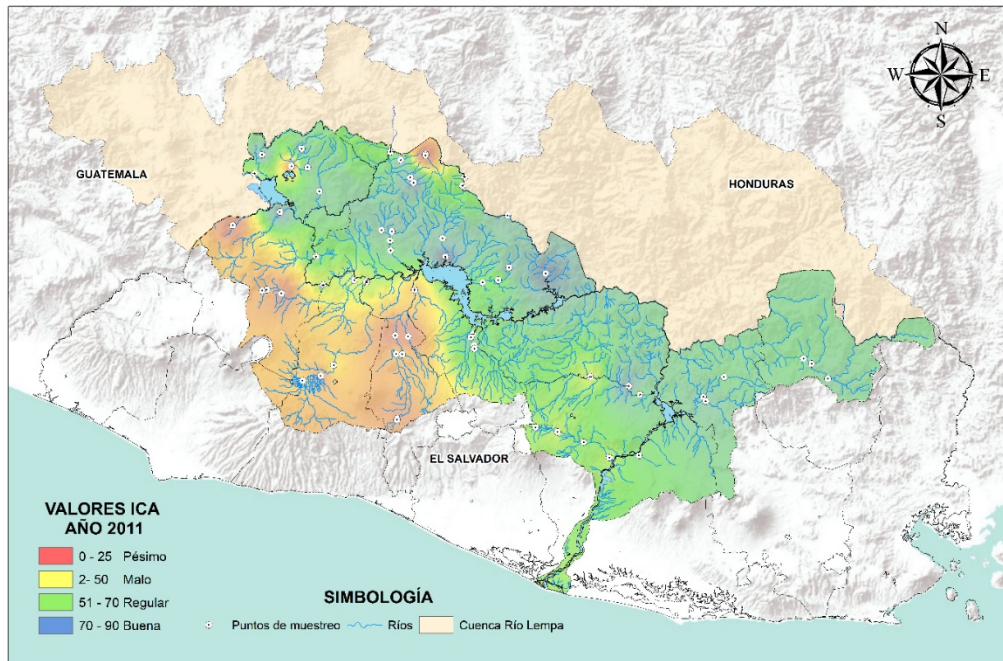 N
W E
S
GUATEMALA
HONDURAS
EL SALVADOR
VALORES ICA
AÑO 2011
0 - 25 Pésimo
2- 50 Malo
51 - 70 Regular
70 - 90 Buena
SIMBOLOGÍA
Puntos de muestreo Ríos Cuenca Río Lempa